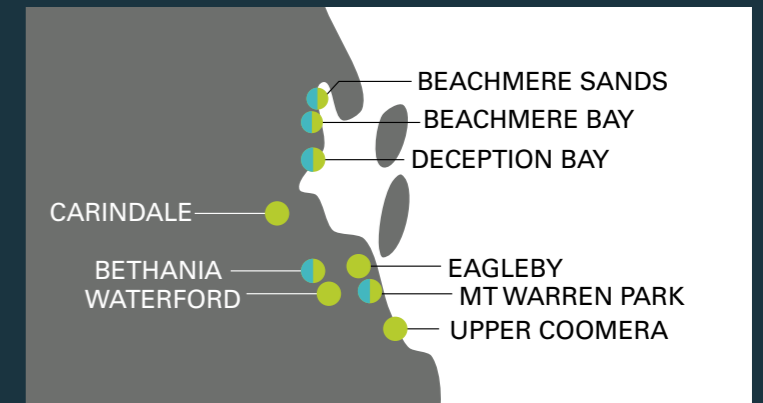 BEACHMERE SANDS
BEACHMERE BAY
DECEPTION BAY
CARINDALE
BETHANIA
WATERFORD
EAGLEBY
MT WARREN PARK
UPPER COOMERA